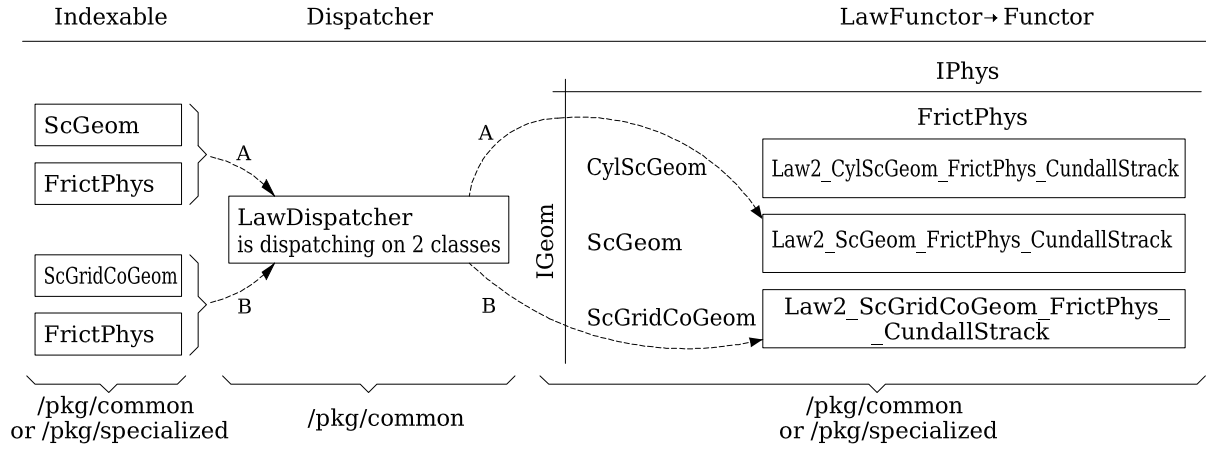 Indexable
Dispatcher
LawFunctor→ Functor
IPhys
FrictPhys
ScGeom
FrictPhys
A
LawDispatcher
is dispatching on 2 classes
ScGridCoGeom
FrictPhys
B
A
B
IGeom
CylScGeom
Law2_CylScGeom_FrictPhys_CundallStrack
ScGeom
Law2_ScGeom_FrictPhys_CundallStrack
ScGridCoGeom
Law2_ScGridCoGeom_FrictPhys_
_CundallStrack
/pkg/common
or /pkg/specialized
/pkg/common
/pkg/common
or /pkg/specialized